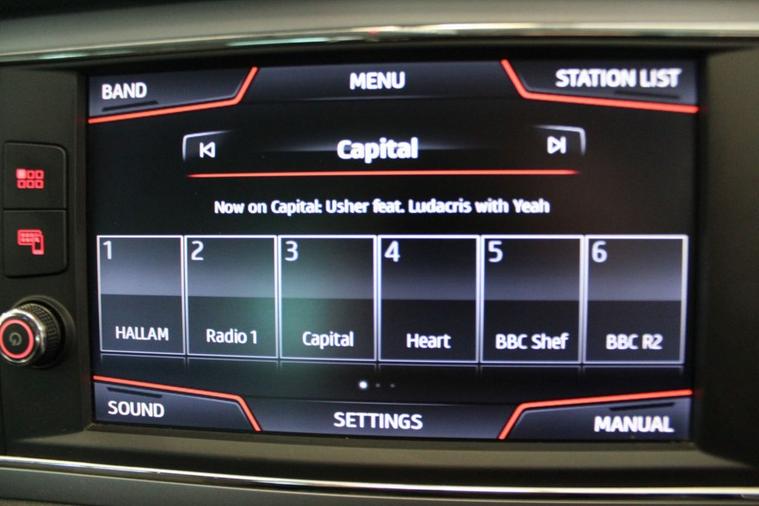 BAND MENU STATION LIST
Capital
Now on Capital: Usher feat. Ludacris with Yeah
1 2 3 4 5 6
HALLAM Radio 1 Capital Heart BBC Shef BBC R2
SOUND SETTINGS MANUAL